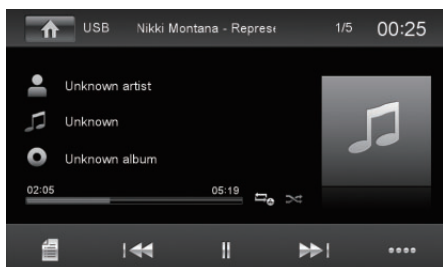 USB Nikki Montana - Represe 1/5 00:25
Unknown artist
Unknown
Unknown album
02:05 05:19